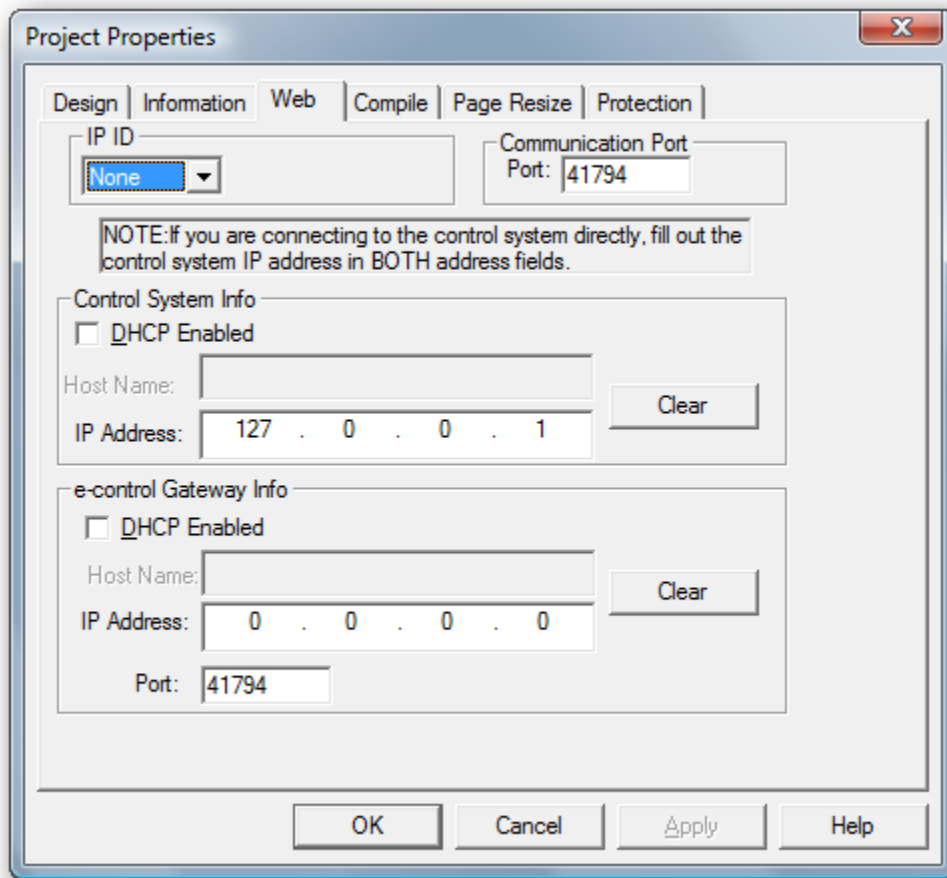 Project Properties
Design Information Web Compile Page Resize Protection
IP ID
None
Communication Port
Port: 41794
NOTE:If you are connecting to the control system directly, fill out the
control system IP address in BOTH address fields.
Control System Info
DHCP Enabled
Host Name:
Clear
IP Address: 127 . 0 . 0 . 1
e-control Gateway Info
DHCP Enabled
Host Name:
Clear
IP Address: 0 . 0 . 0 . 0
Port: 41794
OK Cancel Apply Help